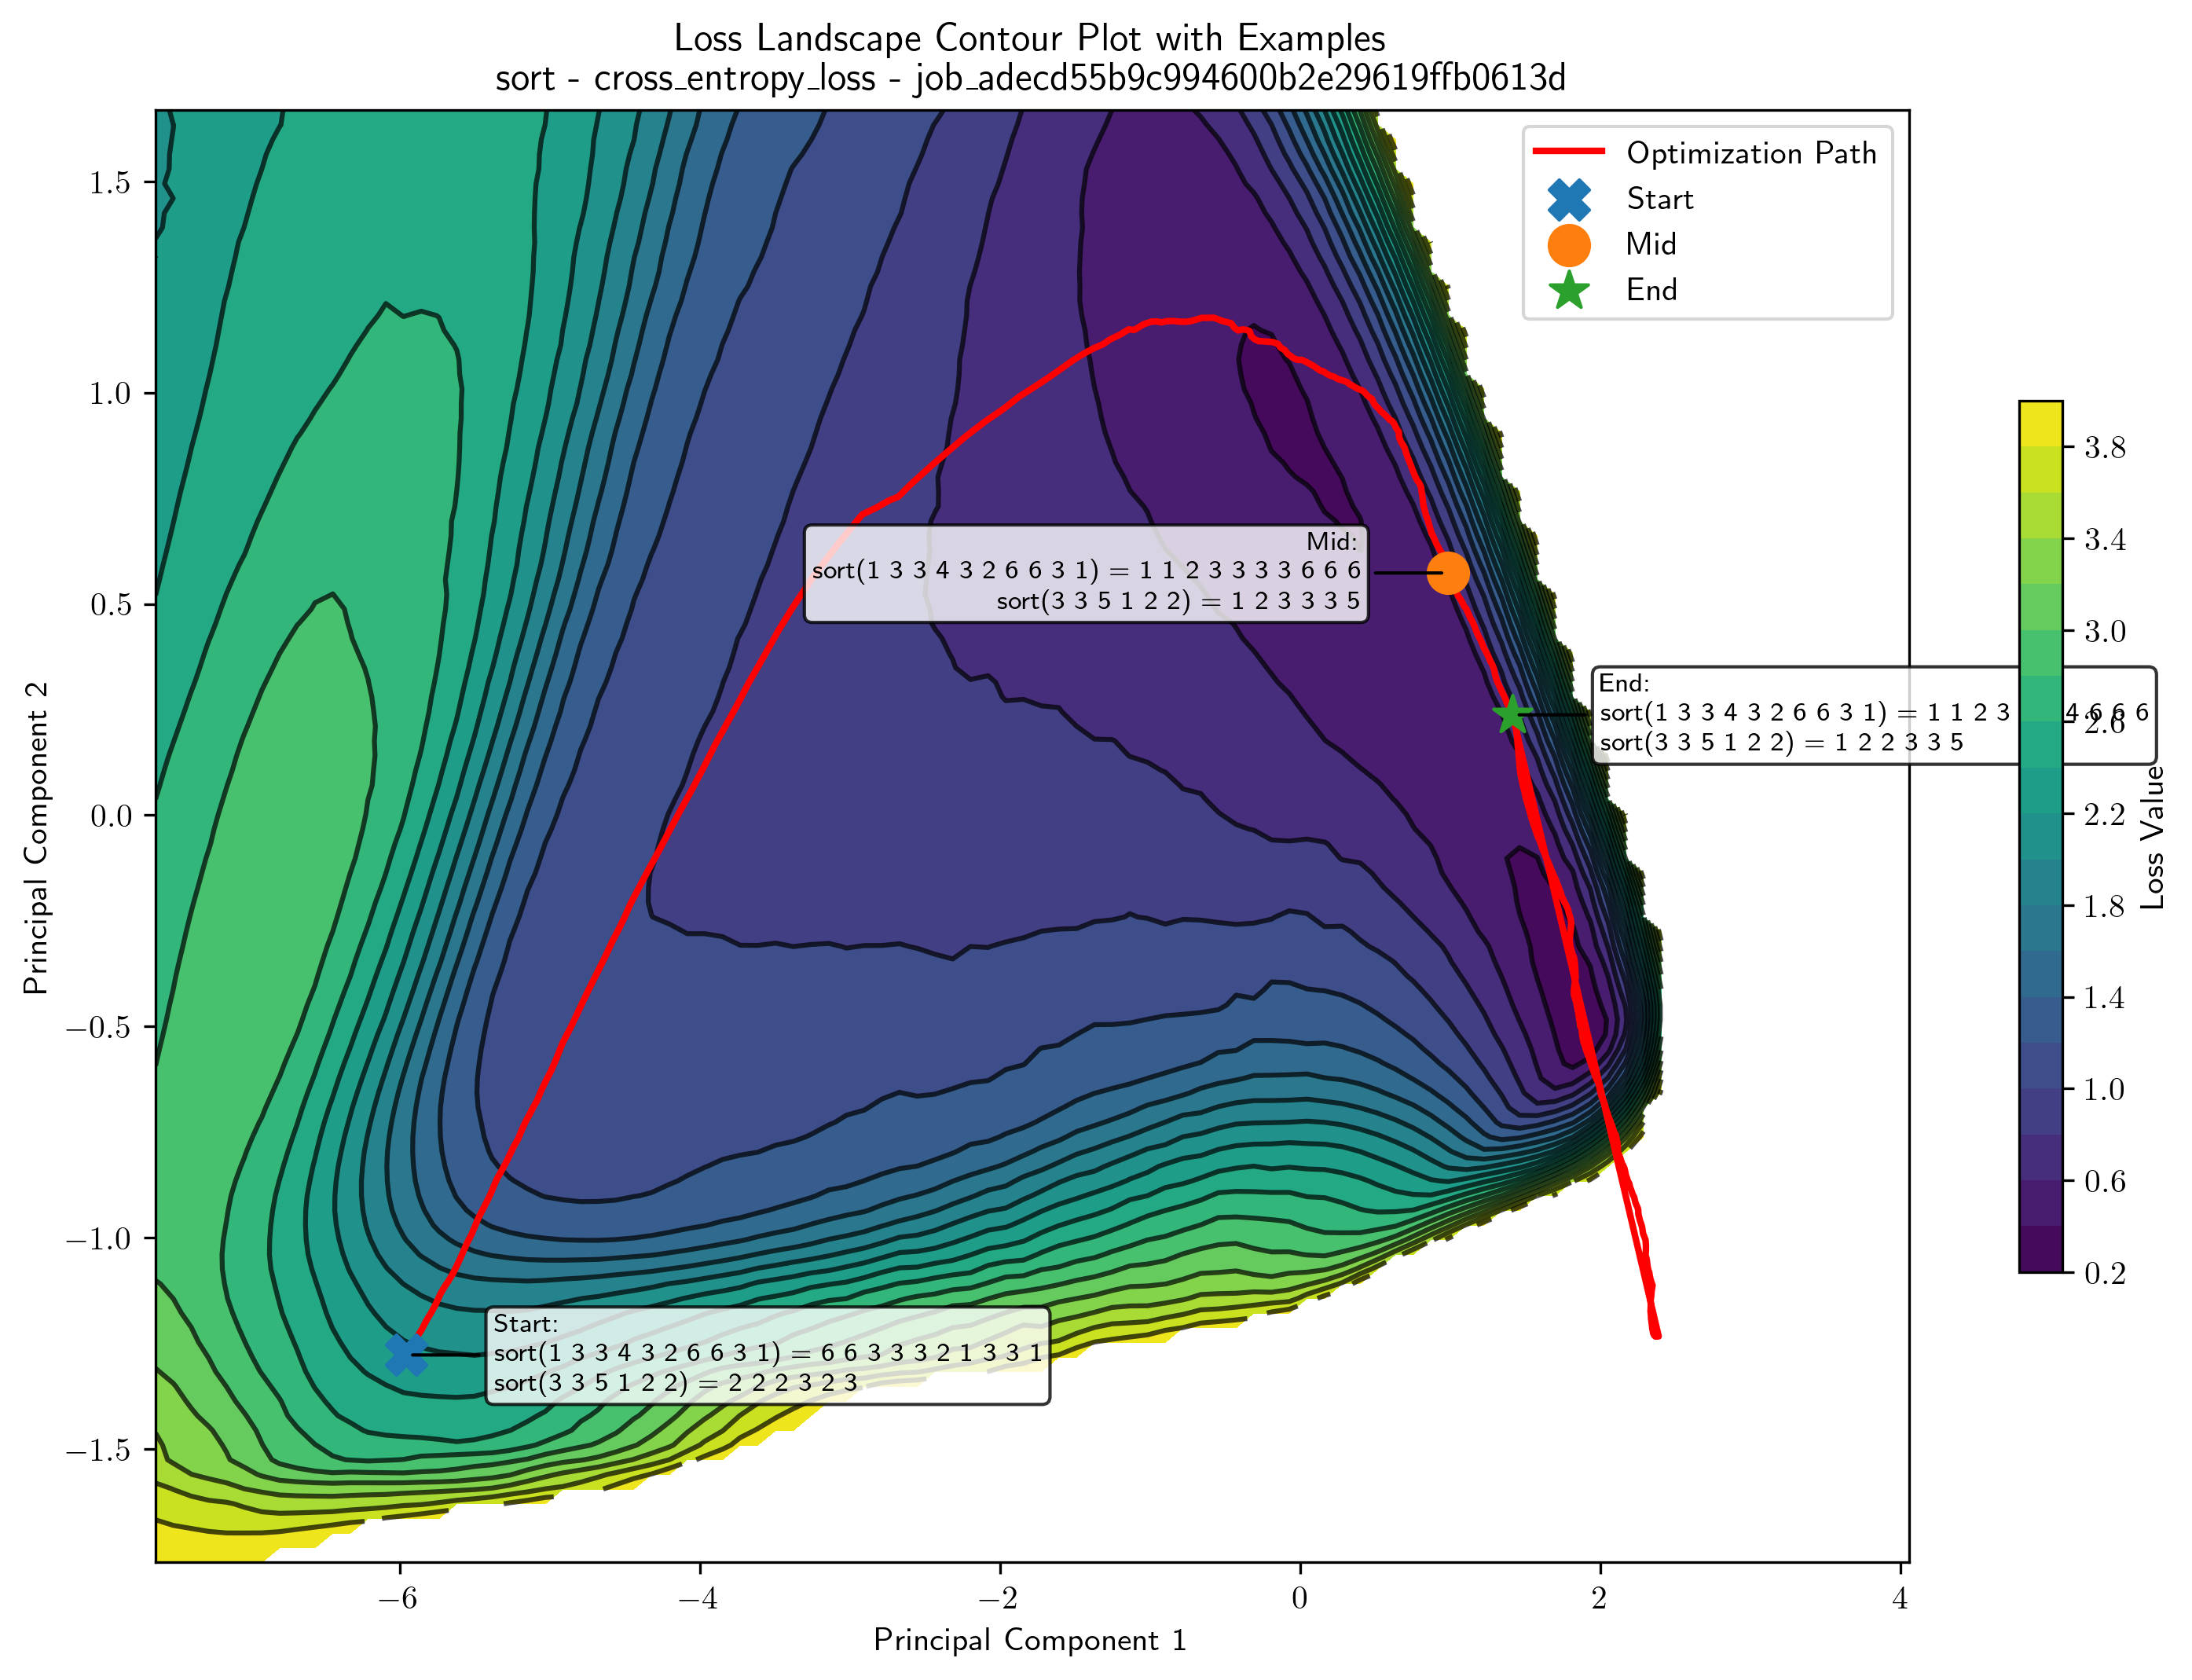 Loss Landscape Contour Plot with Examples
sort - cross_entropy_loss - job_adecd55b9c994600b2e29619ffb0613d
Optimization Path
Start
Mid
End
1.5
1.0
0.5
0.0
−0.5
−1.0
−1.5
Principal Component 2
Mid:
sort(1 3 3 4 3 2 6 6 3 1) = 1 1 2 3 3 3 3 6 6 6
sort(3 3 5 1 2 2) = 1 2 3 3 3 5
End:
sort(1 3 3 4 3 2 6 6 3 1) = 1 1 2 3 4 6 6 6
sort(3 3 5 1 2 2) = 1 2 2 3 3 5
Start:
sort(1 3 3 4 3 2 6 6 3 1) = 6 6 3 3 3 2 1 3 3 1
sort(3 3 5 1 2 2) = 2 2 2 3 2 3
−6
−4
−2
0
2
4
Principal Component 1
3.8
3.4
3.0
2.6
2.2
1.8
1.4
1.0
0.6
0.2
Loss Value